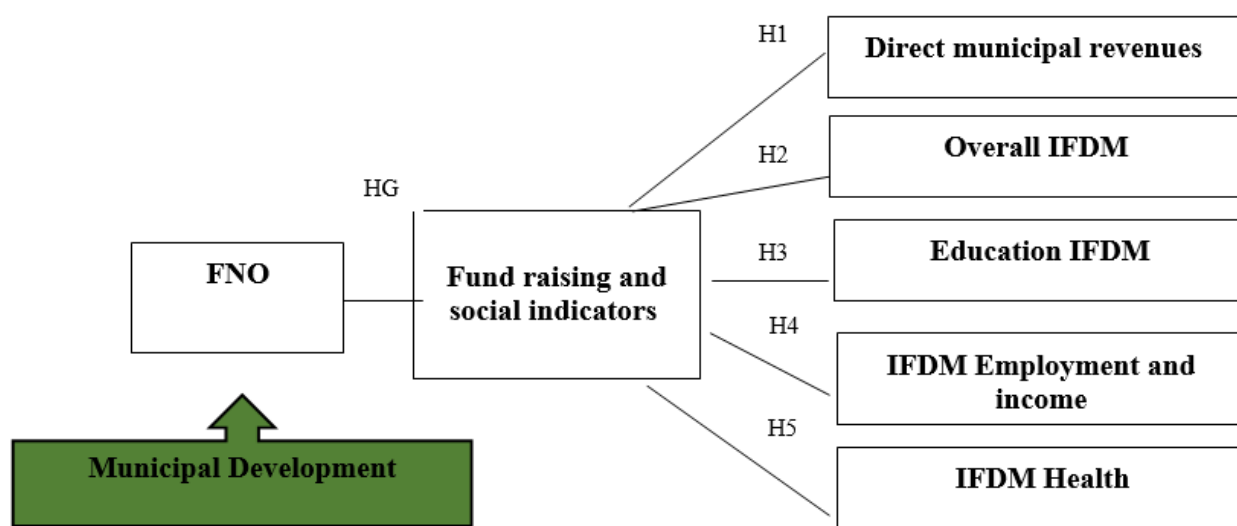 H1
Direct municipal revenues
H2
Overall IFDM
HG
FNO
Fund raising and
social indicators
H3
Education IFDM
H4
IFDM Employment and
income
H5
IFDM Health
Municipal Development